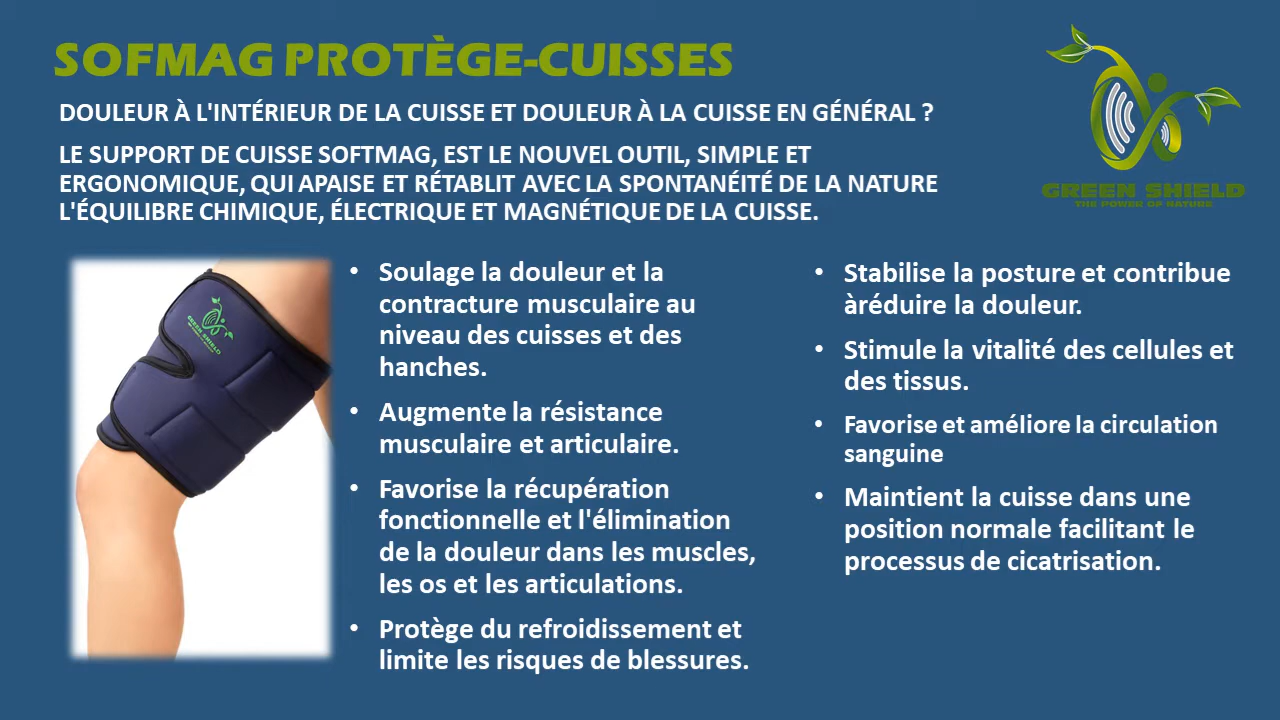 SOFMAG PROTÈGE-CUISSES
DOULEUR À L'INTÉRIEUR DE LA CUISSE ET DOULEUR À LA CUISSE EN GÉNÉRAL ?
LE SUPPORT DE CUISSE SOFTMAG, EST LE NOUVEL OUTIL, SIMPLE ET
ERGONOMIQUE, QUI APAISE ET RÉTABLIT AVEC LA SPONTANÉITÉ DE LA NATURE
L'ÉQUILIBRE CHIMIQUE, ÉLECTRIQUE ET MAGNÉTIQUE DE LA CUISSE.
GREEN SHIELD
THE POWER OF NATURE
GREEN SHIELD
• Soulage la douleur et la
contracture musculaire au
niveau des cuisses et des
hanches.
• Augmente la résistance
musculaire et articulaire.
• Favorise la récupération
fonctionnelle et l'élimination
de la douleur dans les muscles,
les os et les articulations.
• Protège du refroidissement et
limite les risques de blessures.
• Stabilise la posture et contribue
àréduire la douleur.
• Stimule la vitalité des cellules et
des tissus.
• Favorise et améliore la circulation
sanguine
• Maintient la cuisse dans une
position normale facilitant le
processus de cicatrisation.